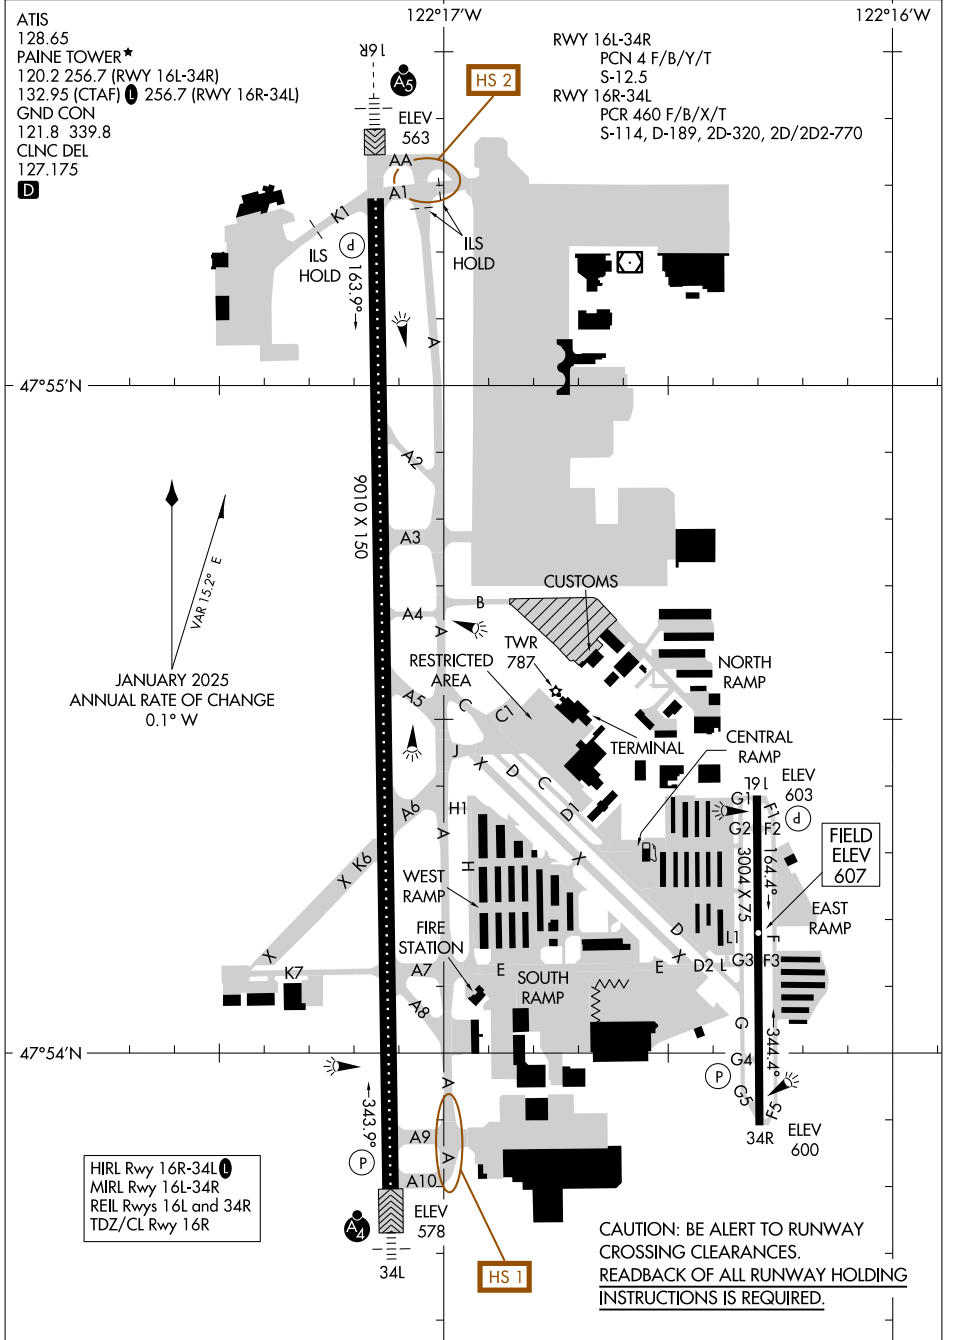 122°17'W
122°16'W
ATIS
128.65
PAINE TOWER★
120.2 256.7 (RWY 16L-34R)
132.95 (CTAF) L 256.7 (RWY 16R-34L)
GND CON
121.8 339.8
CLNC DEL
127.175
D
RWY 16L-34R
PCN 4 F/B/Y/T
S-12.5
RWY 16R-34L
PCR 460 F/B/X/T
S-114, D-189, 2D-320, 2D/2D2-770
16R
A5
HS 2
ELEV
563
AA
A1
K1
ILS
HOLD
P
163.9°
ILS
HOLD
A
47°55'N
A2
9010 X 150
A3
VAR 15.2° E
JANUARY 2025
ANNUAL RATE OF CHANGE
0.1° W
CUSTOMS
A4
B
A
TWR
787
RESTRICTED
AREA
NORTH
RAMP
A5
C
C1
TERMINAL
CENTRAL
RAMP
J
X
D
C
D1
16L
ELEV
603
A6
H1
A
G1
F1
P
G2
F2
H
X
K6
X
3004 X 75
164.4°
FIELD
ELEV
607
WEST
RAMP
EAST
RAMP
FIRE
STATION
D
L1
F
X
X
K7
A7
E
E
D2
L
G3
F3
SOUTH
RAMP
A8
G
344.4°
47°54'N
G4
A
P
G5
F5
343.9°
34R
ELEV
600
A9
A
P
A10
HIRL Rwy 16R-34L L
MIRL Rwy 16L-34R
REIL Rwys 16L and 34R
TDZ/CL Rwy 16R
A4
ELEV
578
34L
HS 1
CAUTION: BE ALERT TO RUNWAY
CROSSING CLEARANCES.
READBACK OF ALL RUNWAY HOLDING
INSTRUCTIONS IS REQUIRED.